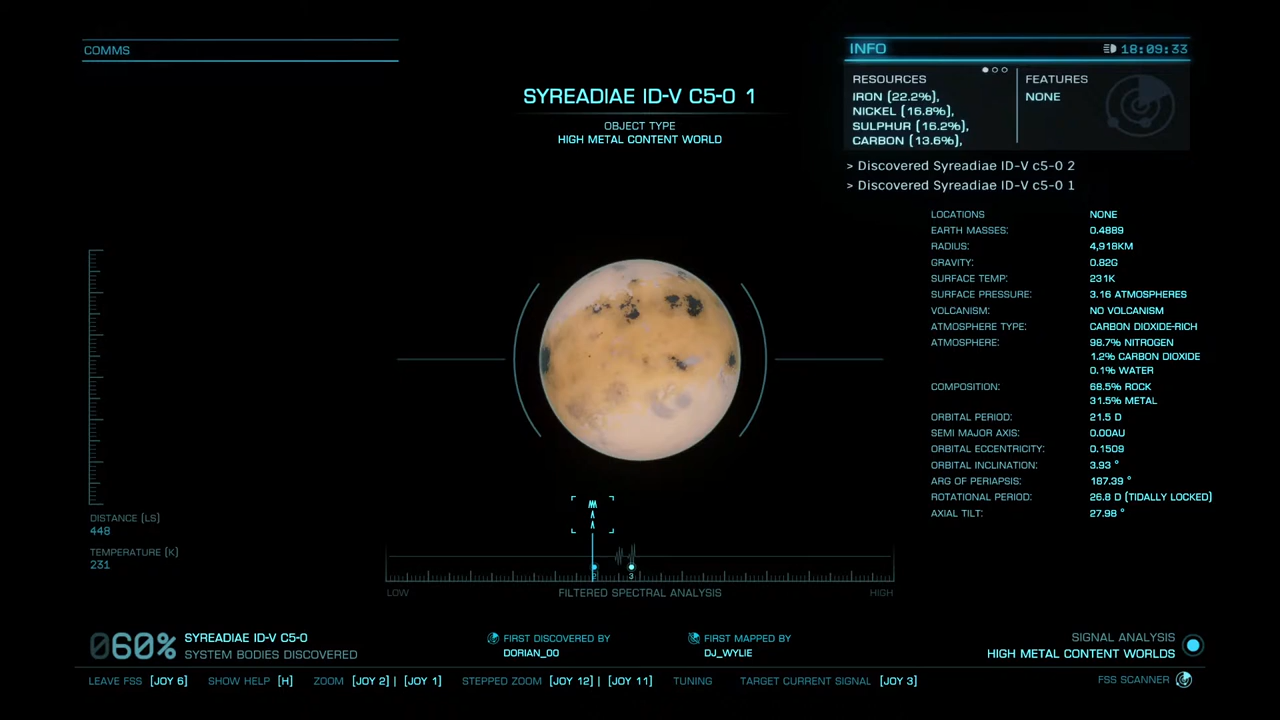 COMMS
INFO
18:09:33
RESOURCES
IRON (22.2%),
NICKEL (16.8%),
SULPHUR (16.2%),
CARBON (13.6%),
FEATURES
NONE
SYREADIAE ID-V C5-0 1
OBJECT TYPE
HIGH METAL CONTENT WORLD
> Discovered Syreadiae ID-V c5-0 2
> Discovered Syreadiae ID-V c5-0 1
LOCATIONS NONE
EARTH MASSES: 0.4889
RADIUS: 4,918KM
GRAVITY: 0.82G
SURFACE TEMP: 231K
SURFACE PRESSURE: 3.16 ATMOSPHERES
VOLCANISM: NO VOLCANISM
ATMOSPHERE TYPE: CARBON DIOXIDE-RICH
ATMOSPHERE: 98.7% NITROGEN
1.2% CARBON DIOXIDE
0.1% WATER
COMPOSITION: 68.5% ROCK
31.5% METAL
ORBITAL PERIOD: 21.5 D
SEMI MAJOR AXIS: 0.00AU
ORBITAL ECCENTRICITY: 0.1509
ORBITAL INCLINATION: 3.93 °
ARG OF PERIAPSIS: 187.39 °
ROTATIONAL PERIOD: 26.8 D (TIDALLY LOCKED)
AXIAL TILT: 27.98 °
DISTANCE (LS)
448
TEMPERATURE (K)
231
2 3
LOW FILTERED SPECTRAL ANALYSIS HIGH
060%
SYREADIAE ID-V C5-0
SYSTEM BODIES DISCOVERED
FIRST DISCOVERED BY
DORIAN_00
FIRST MAPPED BY
DJ_WYLIE
SIGNAL ANALYSIS
HIGH METAL CONTENT WORLDS
LEAVE FSS [JOY 6] SHOW HELP [H] ZOOM [JOY 2] | [JOY 1] STEPPED ZOOM [JOY 12] | [JOY 11] TUNING TARGET CURRENT SIGNAL [JOY 3] FSS SCANNER